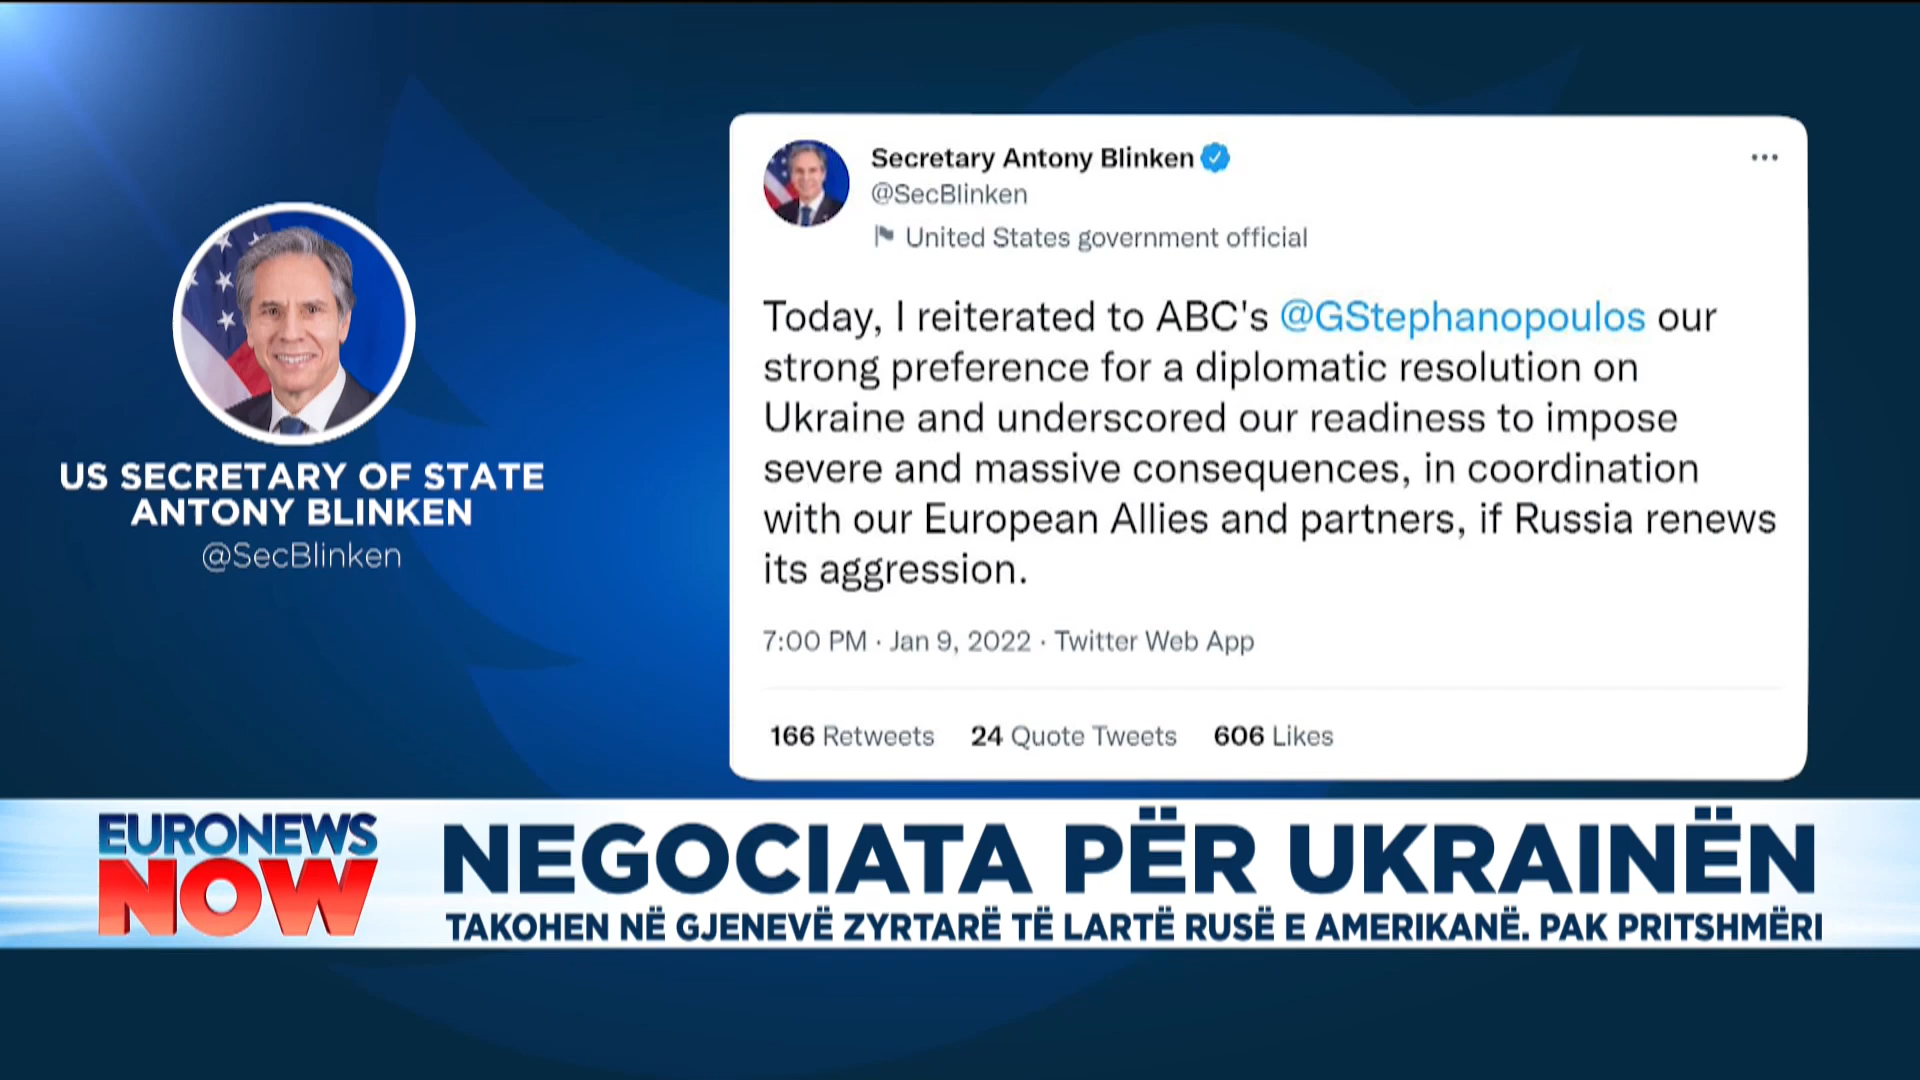 US SECRETARY OF STATE
ANTONY BLINKEN
@SecBlinken
Secretary Antony Blinken
@SecBlinken
United States government official
Today, I reiterated to ABC's @GStephanopoulos our
strong preference for a diplomatic resolution on
Ukraine and underscored our readiness to impose
severe and massive consequences, in coordination
with our European Allies and partners, if Russia renews
its aggression.
7:00 PM · Jan 9, 2022 · Twitter Web App
166 Retweets 24 Quote Tweets 606 Likes
EURONEWS
NOW
NEGOCIATA PËR UKRAINËN
TAKOHEN NË GJENEVË ZYRTARË TË LARTË RUSË E AMERIKANË. PAK PRITSHMËRI